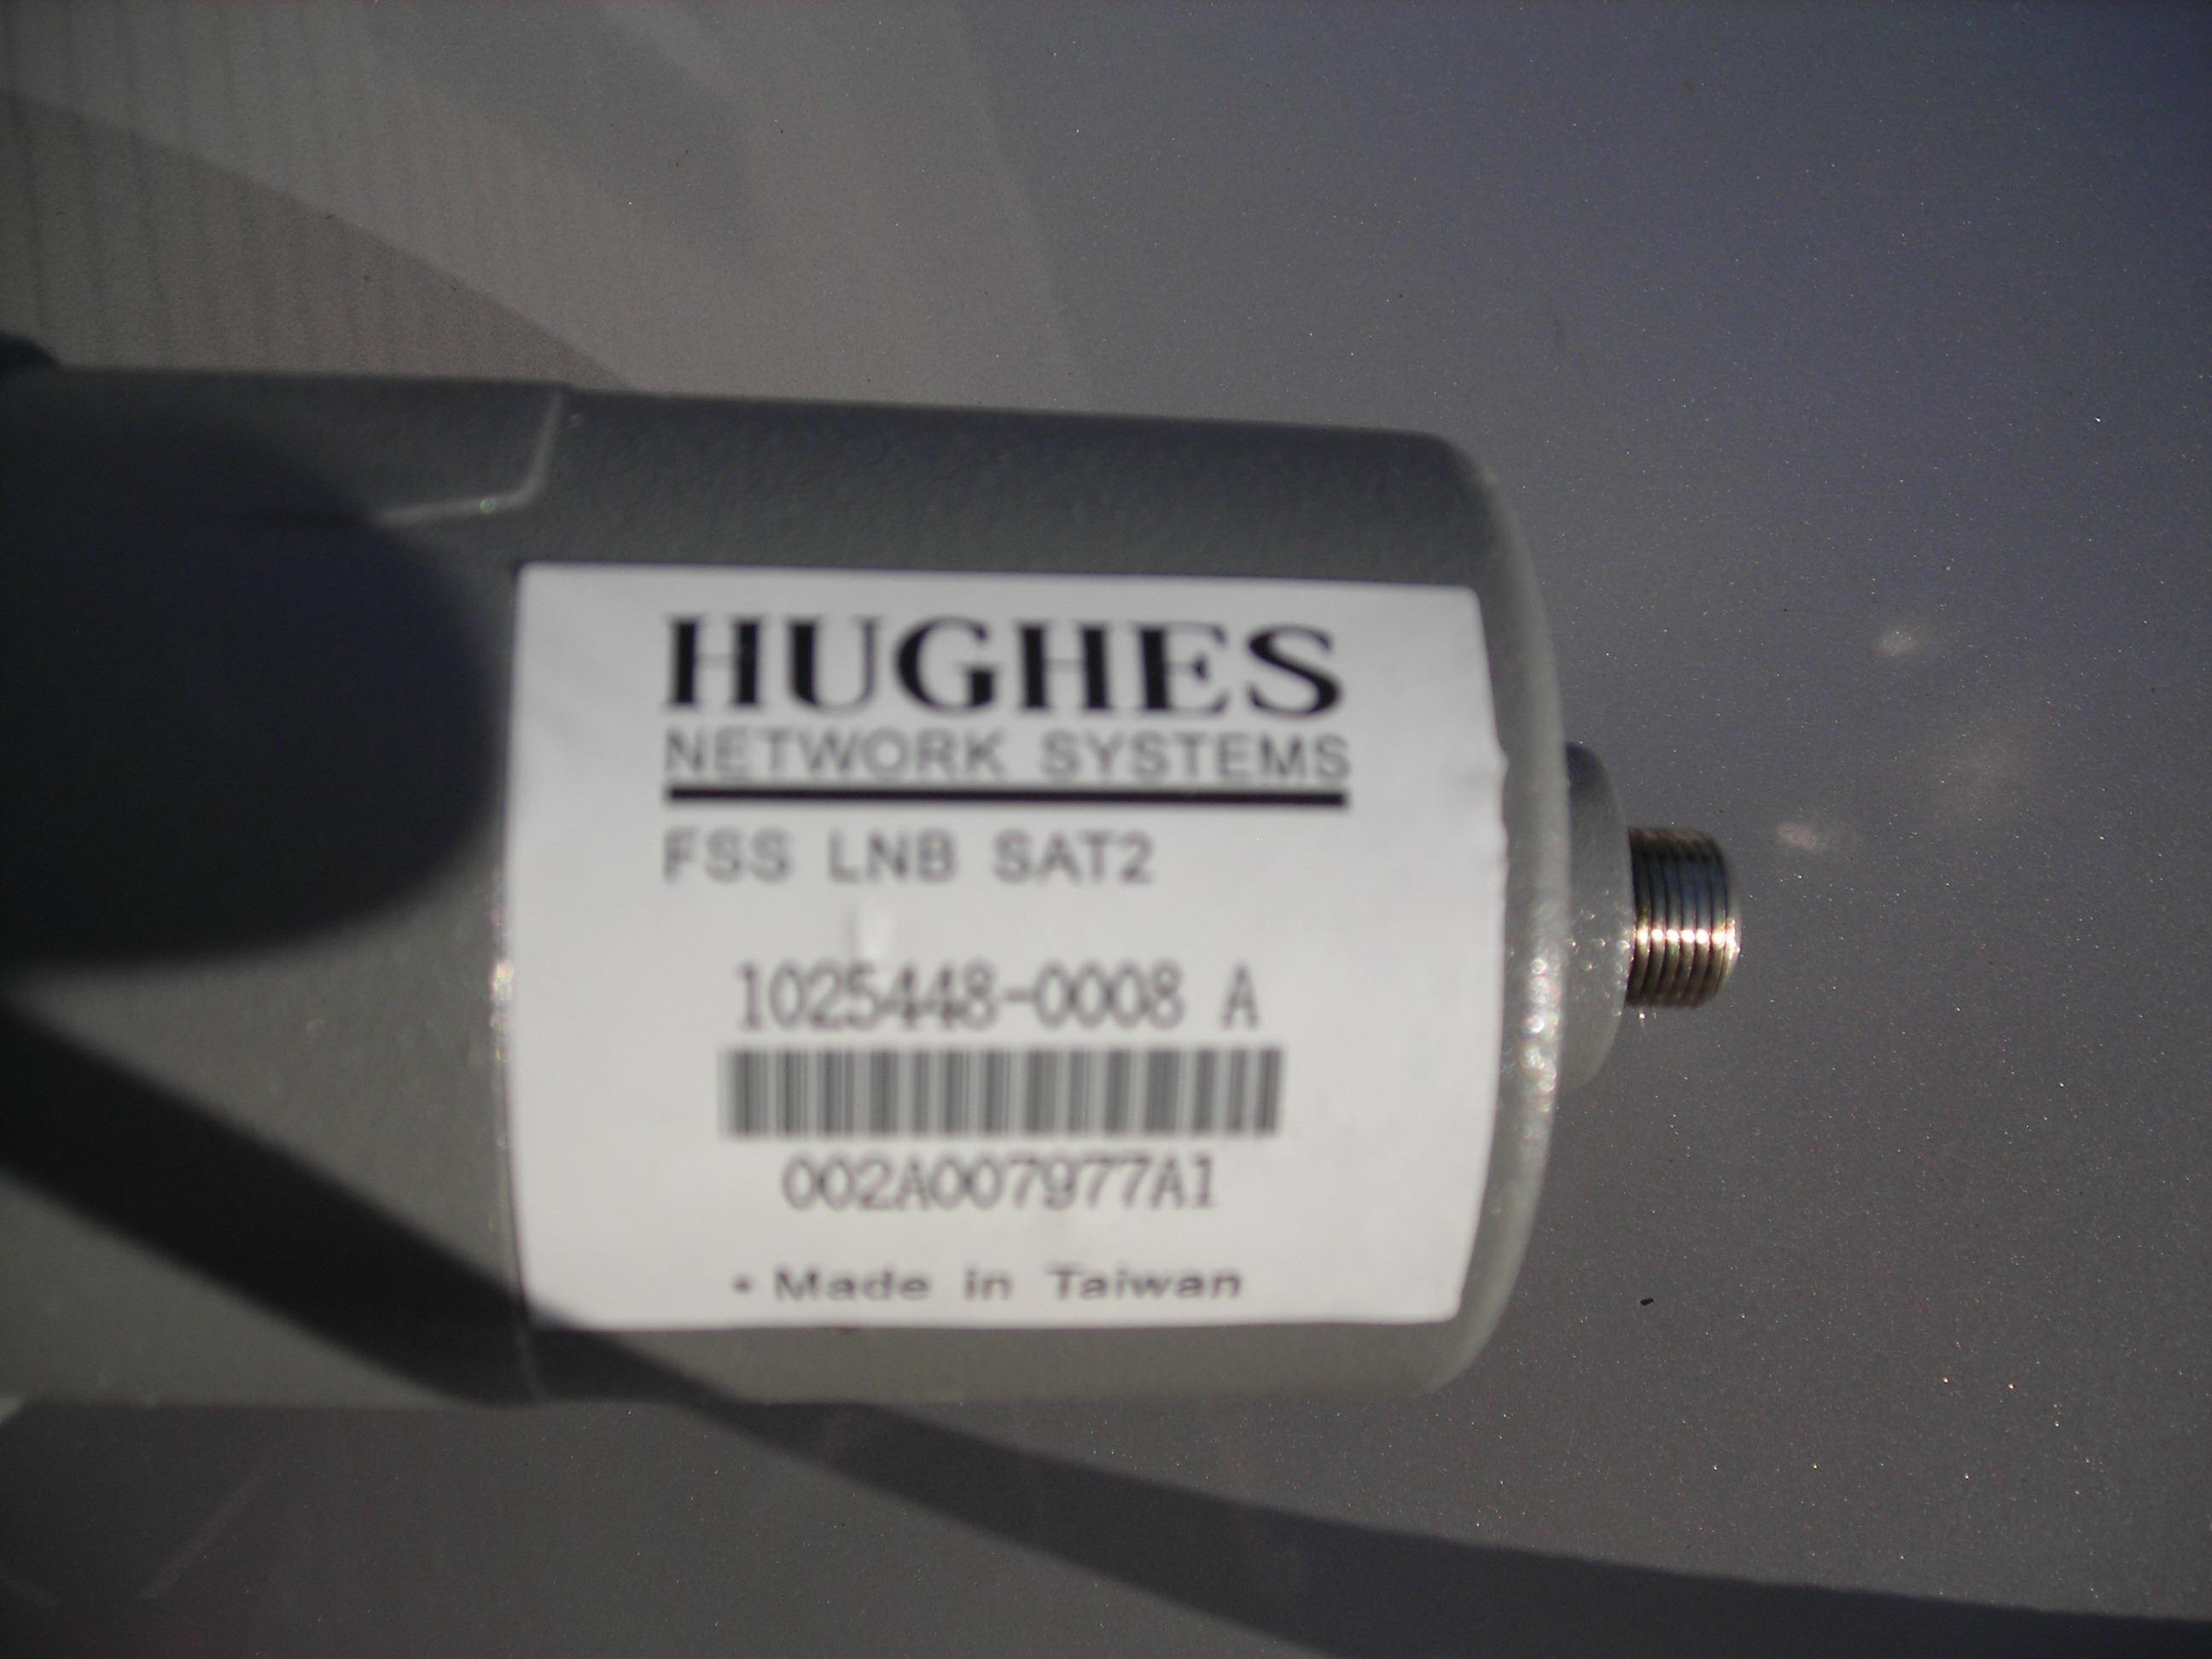 HUGHES
NETWORK SYSTEMS
FSS LNB SAT2
1025448-0008 A
002A007977A1
• Made in Taiwan